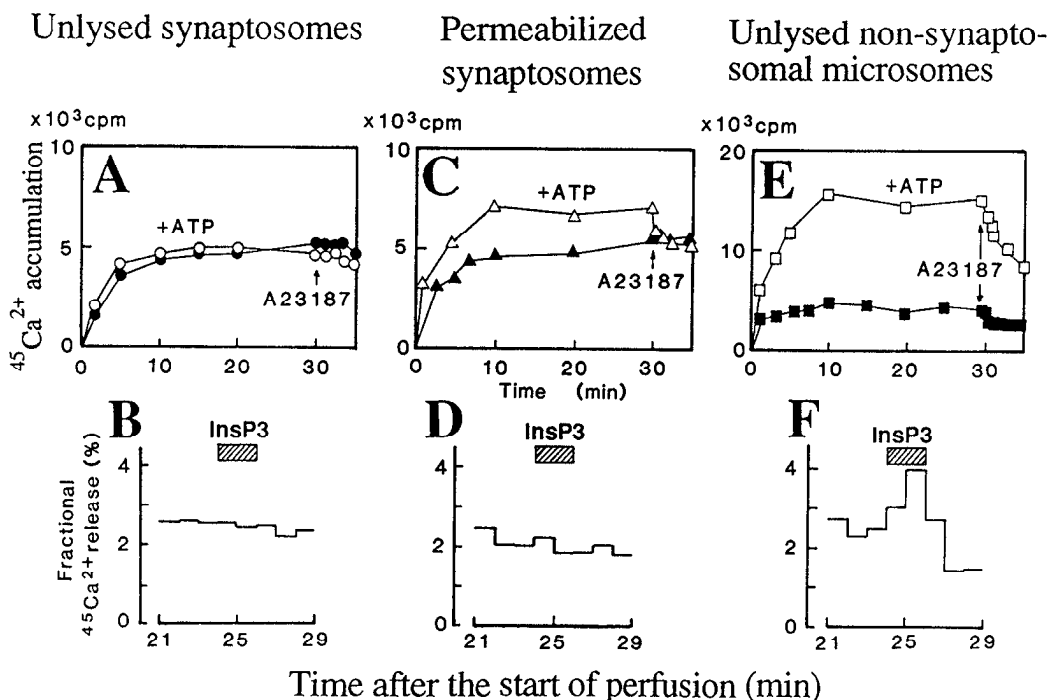 Unlysed synaptosomes
Permeabilized
synaptosomes
Unlysed non-synapto-
somal microsomes
x10³cpm
x10³cpm
x10³cpm
⁴⁵Ca²⁺ accumulation
10
5
0
A
+ATP
A23187
0 10 20 30
10
5
0
C
+ATP
A23187
0 10 20 30
Time (min)
20
10
0
E
+ATP
A23187
0 10 20 30
B
InsP3
Fractional
⁴⁵Ca²⁺ release (%)
4
2
0
21 25 29
D
InsP3
4
2
0
21 25 29
F
InsP3
4
2
0
21 25 29
Time after the start of perfusion (min)